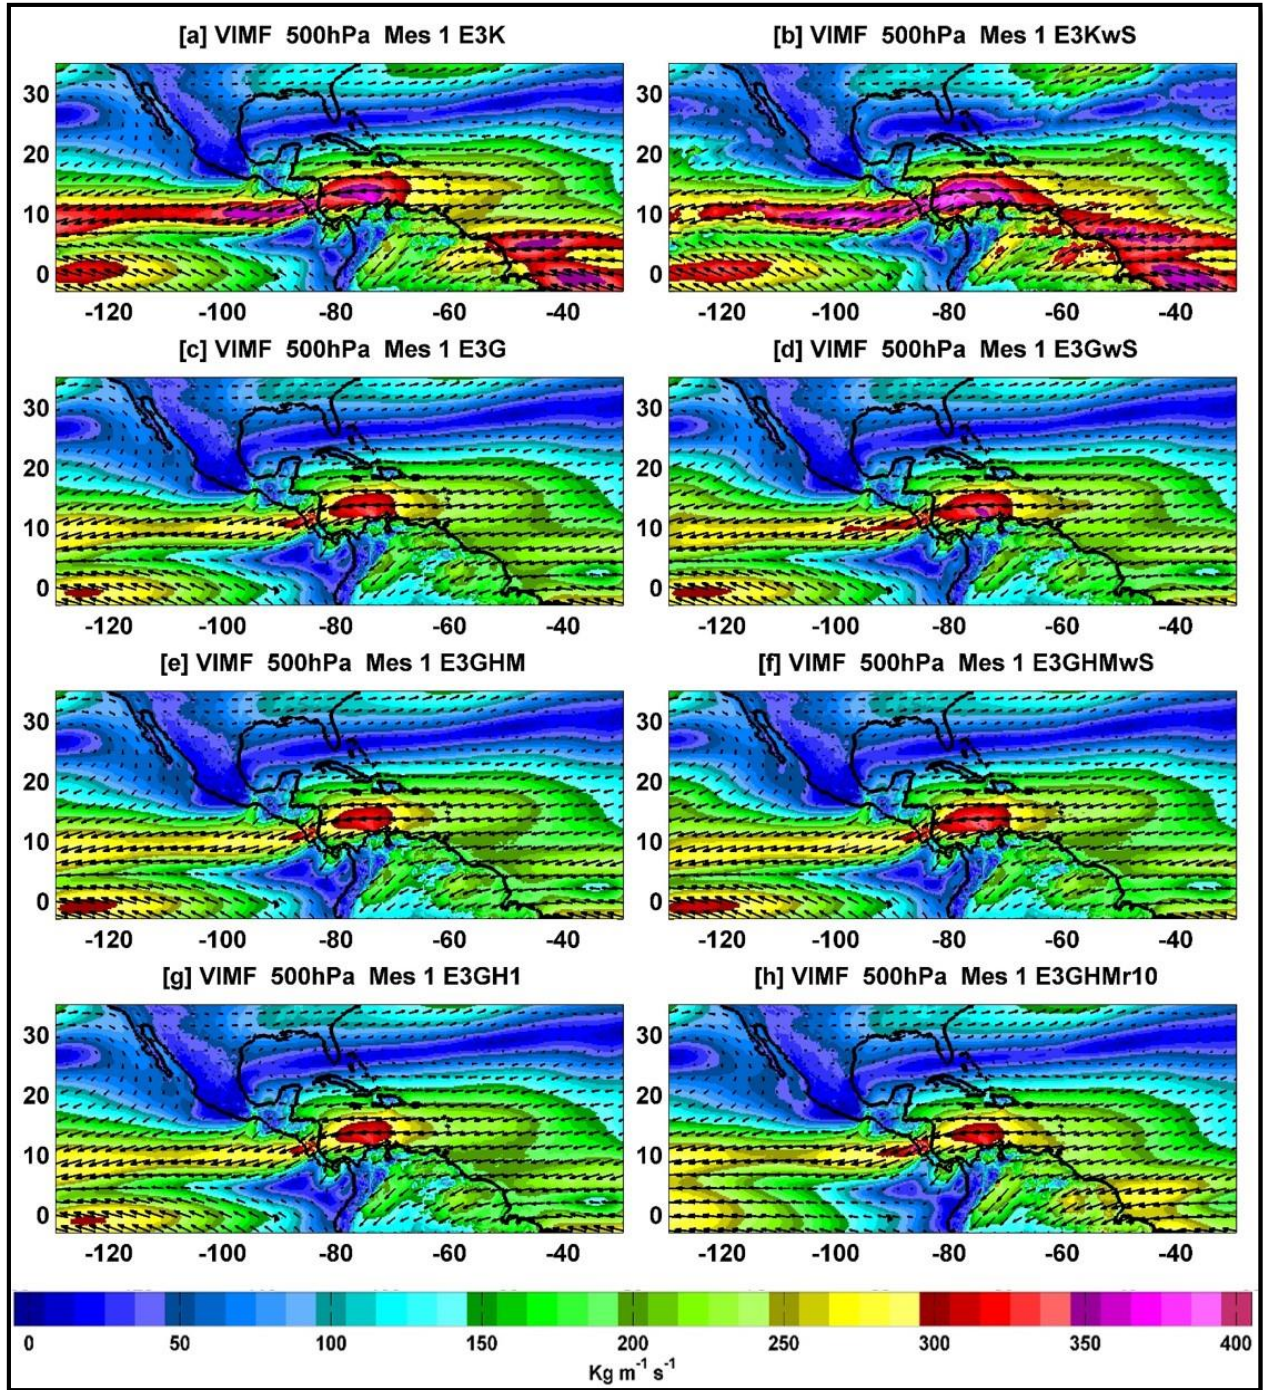 [a] VIMF 500hPa Mes 1 E3K
[b] VIMF 500hPa Mes 1 E3KwS
30
20
10
0
-120 -100 -80 -60 -40
30
20
10
0
-120 -100 -80 -60 -40
[c] VIMF 500hPa Mes 1 E3G
[d] VIMF 500hPa Mes 1 E3GwS
30
20
10
0
-120 -100 -80 -60 -40
30
20
10
0
-120 -100 -80 -60 -40
[e] VIMF 500hPa Mes 1 E3GHM
[f] VIMF 500hPa Mes 1 E3GHMwS
30
20
10
0
-120 -100 -80 -60 -40
30
20
10
0
-120 -100 -80 -60 -40
[g] VIMF 500hPa Mes 1 E3GH1
[h] VIMF 500hPa Mes 1 E3GHMr10
30
20
10
0
-120 -100 -80 -60 -40
30
20
10
0
-120 -100 -80 -60 -40
0 50 100 150 200 250 300 350 400
Kg m⁻¹ s⁻¹